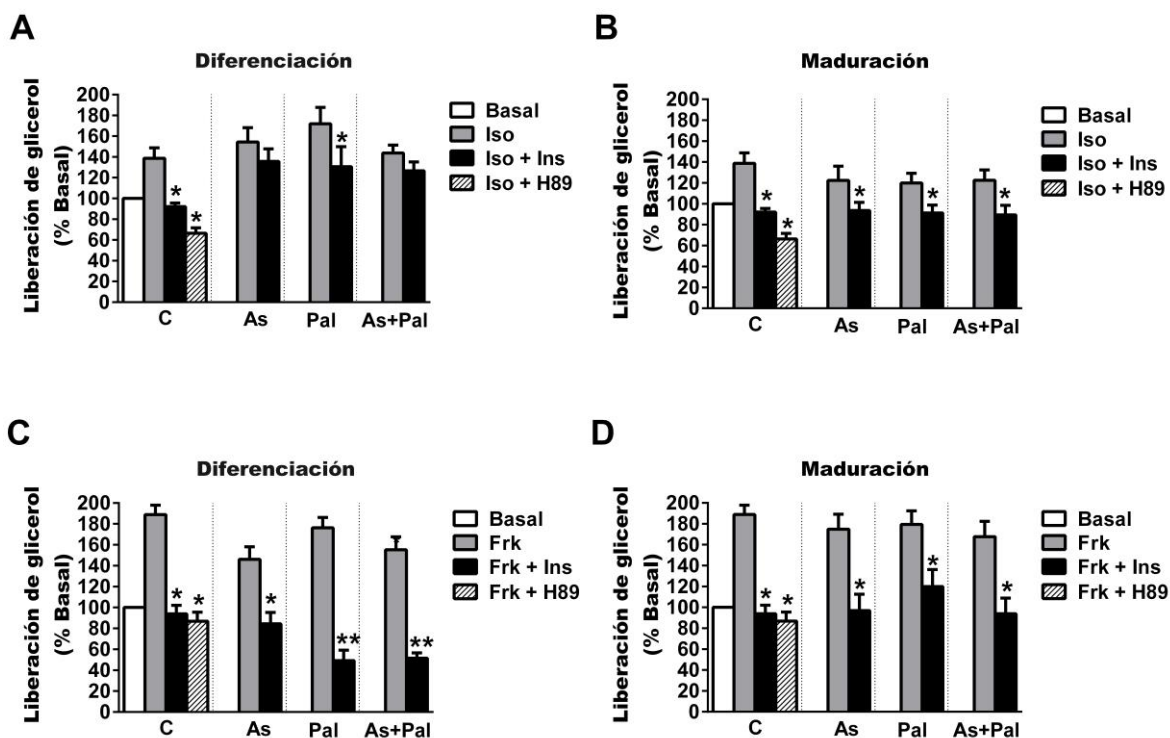 A
Diferenciación
Liberación de glicerol
(% Basal)
200
180
160
140
120
100
80
60
40
20
0
*
*
*
C
As
Pal
As+Pal
Basal
Iso
Iso + Ins
Iso + H89
B
Maduración
Liberación de glicerol
(% Basal)
200
180
160
140
120
100
80
60
40
20
0
*
*
*
*
*
C
As
Pal
As+Pal
Basal
Iso
Iso + Ins
Iso + H89
C
Diferenciación
Liberación de glicerol
(% Basal)
200
180
160
140
120
100
80
60
40
20
0
*
*
*
**
**
C
As
Pal
As+Pal
Basal
Frk
Frk + Ins
Frk + H89
D
Maduración
Liberación de glicerol
(% Basal)
200
180
160
140
120
100
80
60
40
20
0
*
*
*
*
*
C
As
Pal
As+Pal
Basal
Frk
Frk + Ins
Frk + H89